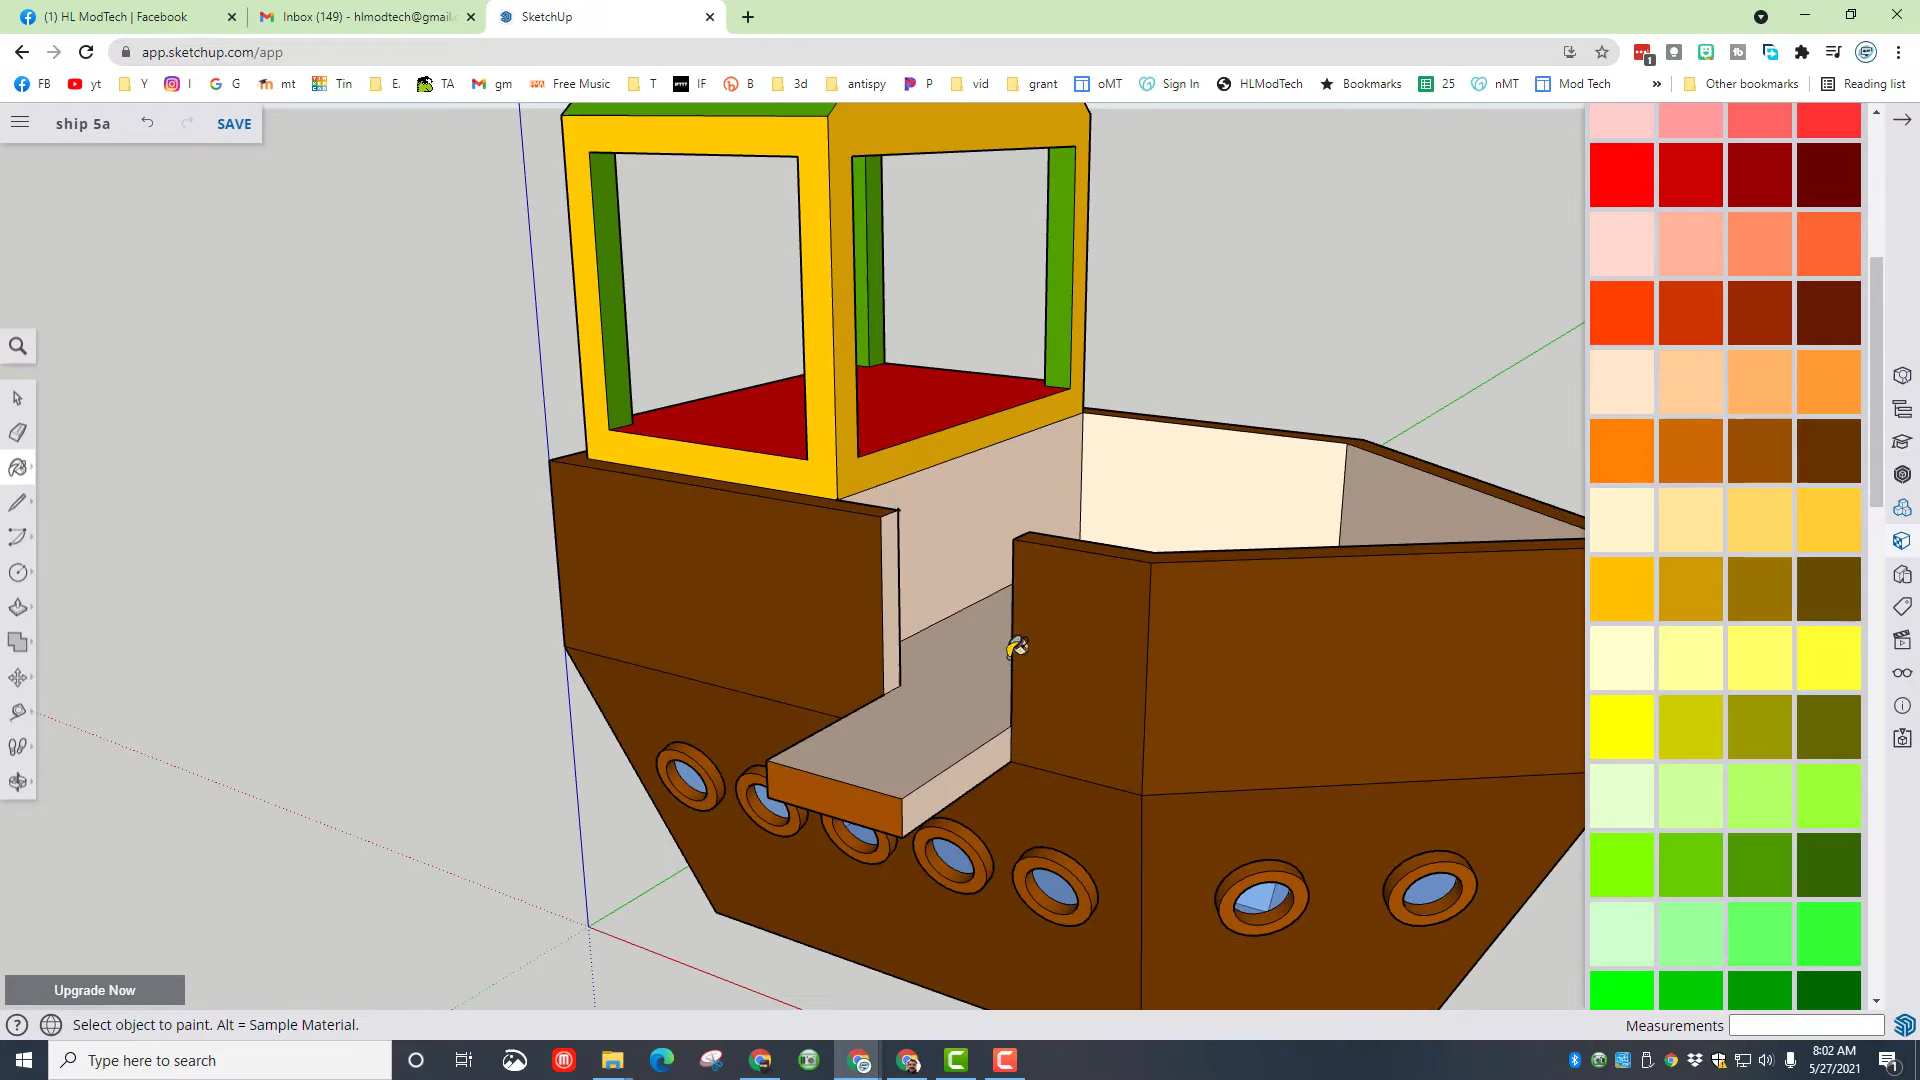 (1) HL ModTech | Facebook
Inbox (149) - hlmodtech@gmail.c
SketchUp
app.sketchup.com/app
1
FB yt Y I G mt Tin E. TA gm Free Music T IF B 3d antispy P vid grant oMT Sign In HLModTech Bookmarks 25 nMT Mod Tech » Other bookmarks Reading list
ship 5a SAVE
Upgrade Now
Select object to paint. Alt = Sample Material.
Measurements
Type here to search
8:02 AM
5/27/2021
1